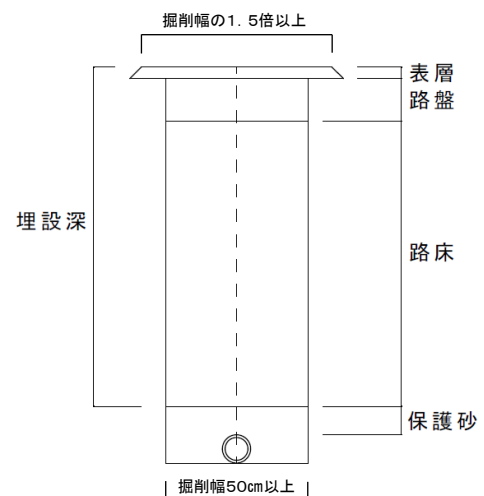 掘削幅の1．5倍以上
表層
路盤
埋設深
路床
保護砂
掘削幅50㎝以上